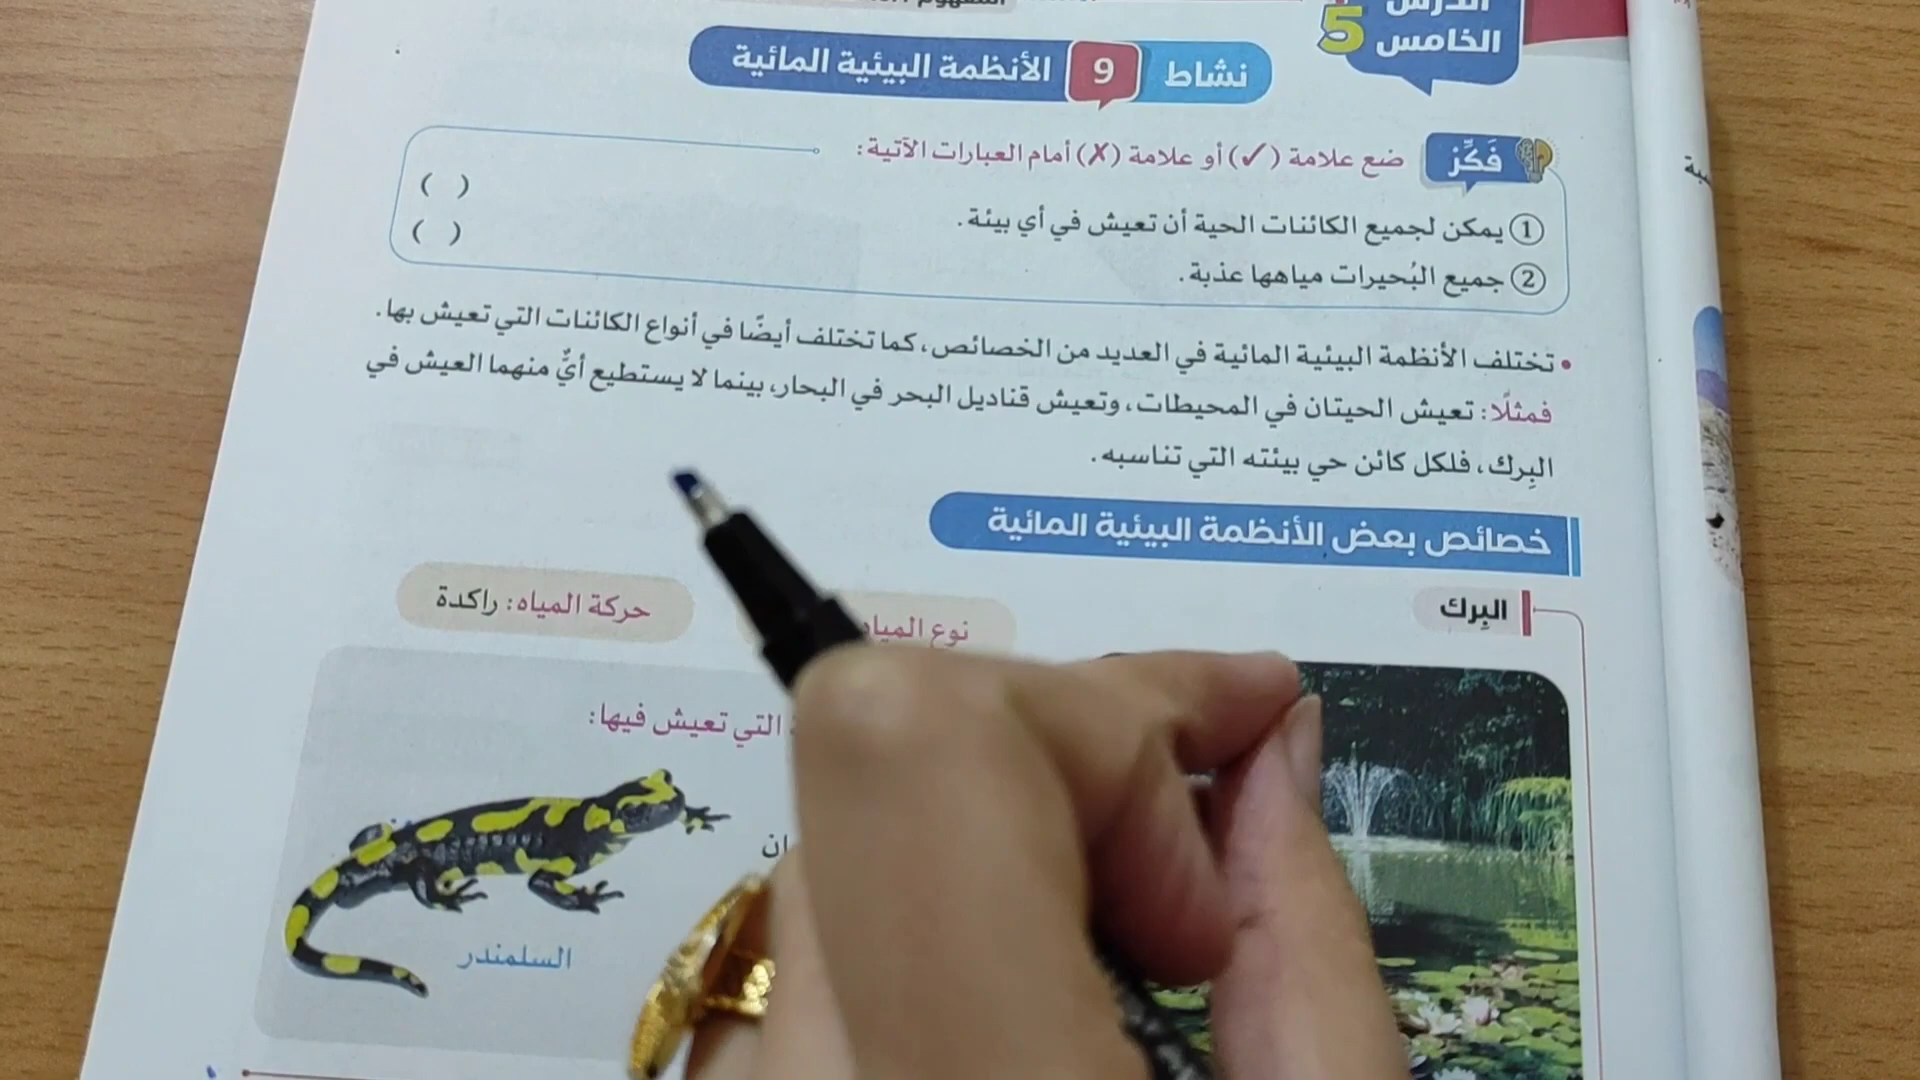 الدرس
الخامس 5
نشاط 9 الأنظمة البيئية المائية
فَكِّر ضع علامة (✓) أو علامة (✗) أمام العبارات الآتية:
① يمكن لجميع الكائنات الحية أن تعيش في أي بيئة. ( )
② جميع البُحيرات مياهها عذبة. ( )
• تختلف الأنظمة البيئية المائية في العديد من الخصائص، كما تختلف أيضًا في أنواع الكائنات التي تعيش بها.
فمثلًا: تعيش الحيتان في المحيطات، وتعيش قناديل البحر في البحار، بينما لا يستطيع أيٌّ منهما العيش في
البِرك، فلكل كائن حي بيئته التي تناسبه.
خصائص بعض الأنظمة البيئية المائية
البِرك
نوع المياه
حركة المياه: راكدة
التي تعيش فيها:
السلمندر